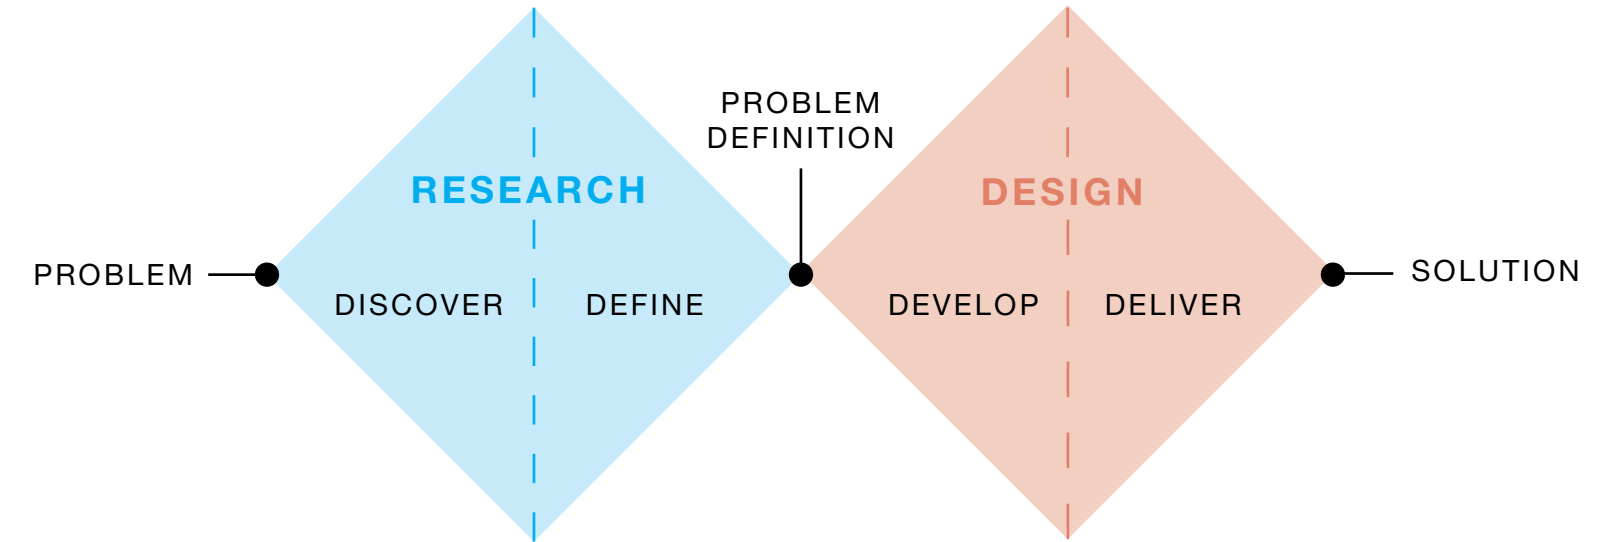 PROBLEM
DEFINITION
RESEARCH
DESIGN
PROBLEM
SOLUTION
DISCOVER
DEFINE
DEVELOP
DELIVER